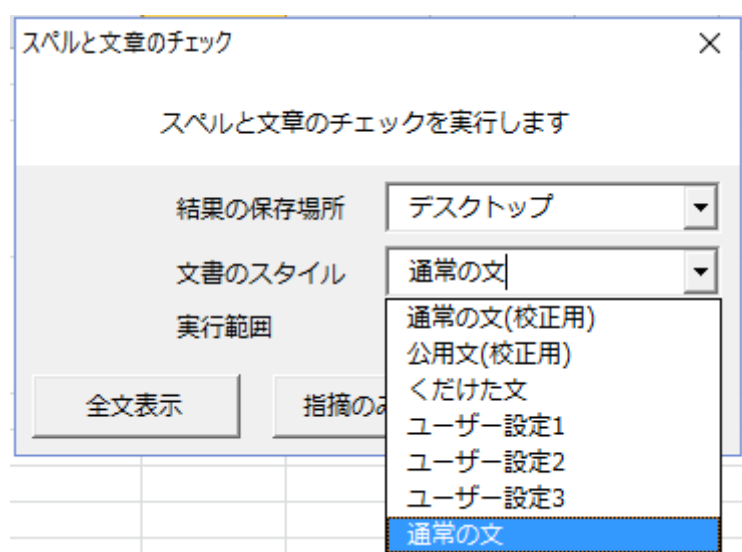 スペルと文章のチェック
スペルと文章のチェックを実行します
結果の保存場所 デスクトップ
文書のスタイル 通常の文
実行範囲
通常の文(校正用)
公用文(校正用)
くだけた文
ユーザー設定1
ユーザー設定2
ユーザー設定3
通常の文
全文表示 指摘のみ